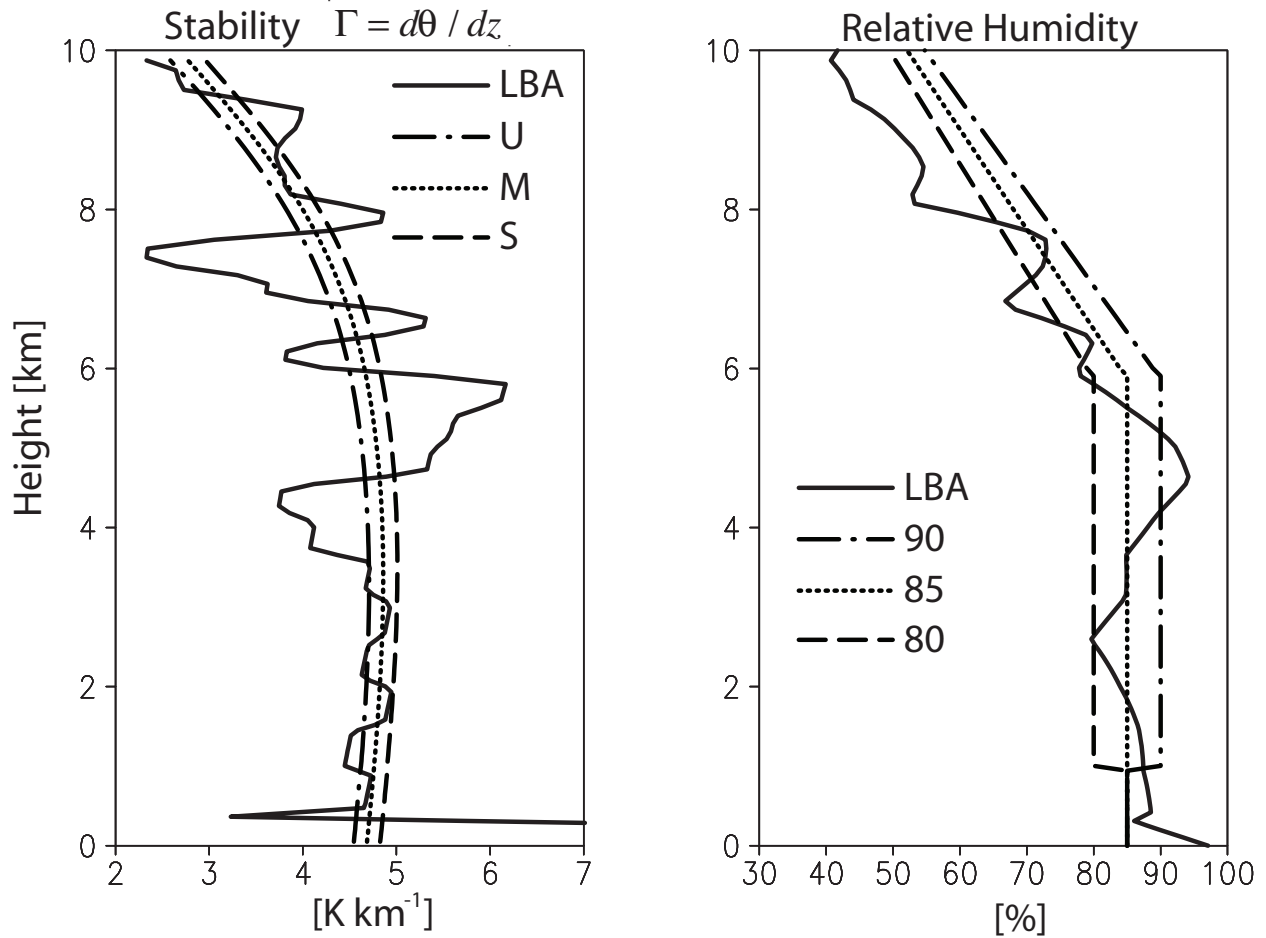 Stability Γ = dθ / dz
10
8
6
4
2
0
Height [km]
LBA
U
M
S
2 3 4 5 6 7
[K km⁻¹]
Relative Humidity
10
8
6
4
2
0
LBA
90
85
80
30 40 50 60 70 80 90 100
[%]